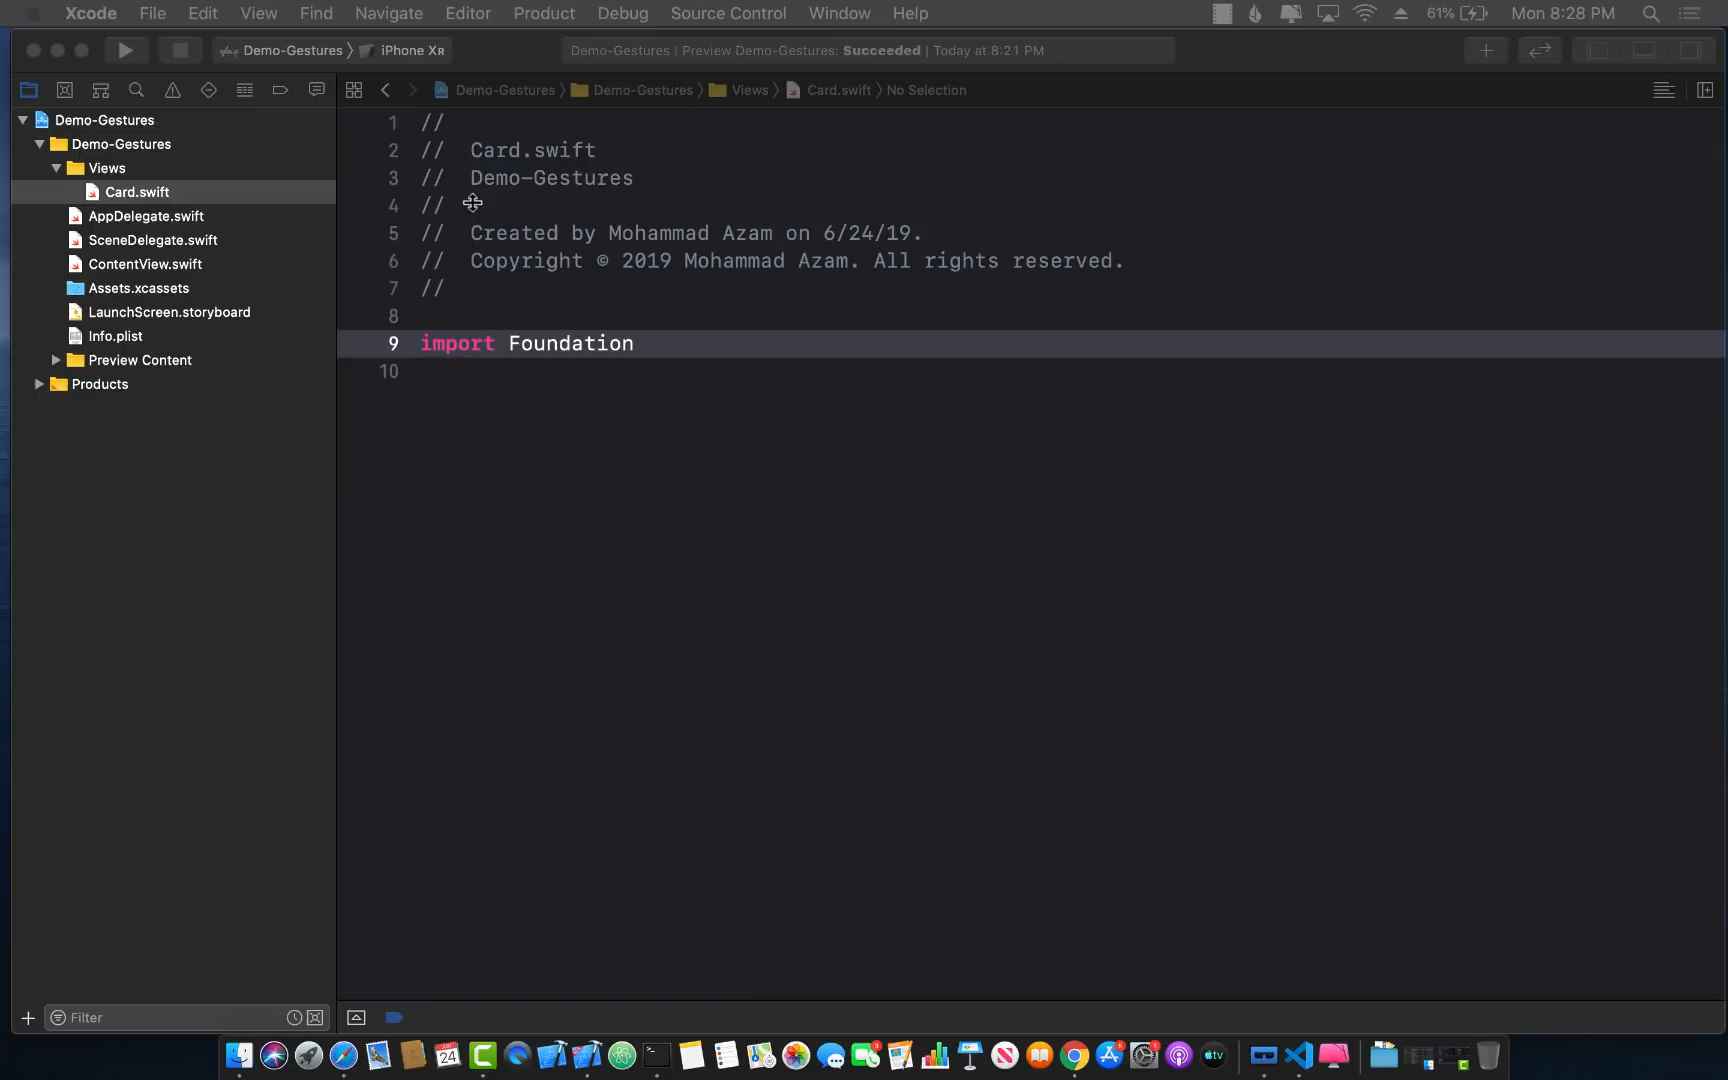 Xcode File Edit View Find Navigate Editor Product Debug Source Control Window Help 61% Mon 8:28 PM
Demo-Gestures 〉 iPhone XR
Demo-Gestures | Preview Demo-Gestures: Succeeded | Today at 8:21 PM
Demo-Gestures 〉 Demo-Gestures 〉 Views 〉 Card.swift 〉 No Selection
Demo-Gestures
Demo-Gestures
Views
Card.swift
AppDelegate.swift
SceneDelegate.swift
ContentView.swift
Assets.xcassets
LaunchScreen.storyboard
Info.plist
Preview Content
Products
1 //
2 // Card.swift
3 // Demo-Gestures
4 //
5 // Created by Mohammad Azam on 6/24/19.
6 // Copyright © 2019 Mohammad Azam. All rights reserved.
7 //
8
9 import Foundation
10
Filter
24
tv